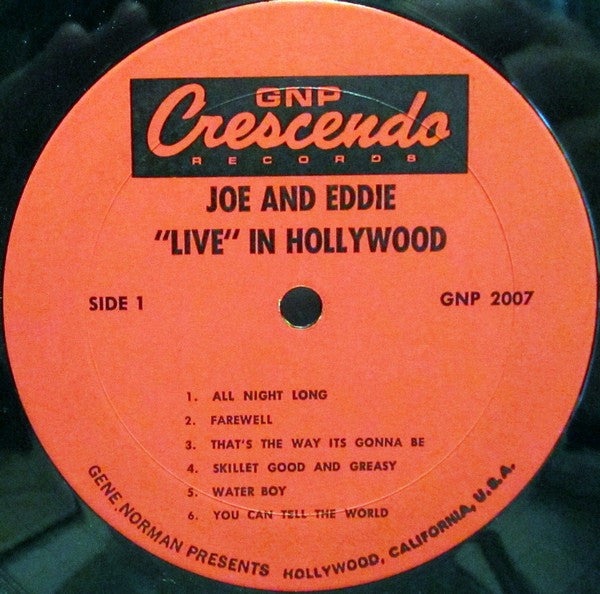 GNP
Crescendo
RECORDS
JOE AND EDDIE
"LIVE" IN HOLLYWOOD
SIDE 1
GNP 2007
1. ALL NIGHT LONG
2. FAREWELL
3. THAT'S THE WAY ITS GONNA BE
4. SKILLET GOOD AND GREASY
5. WATER BOY
6. YOU CAN TELL THE WORLD
GENE NORMAN PRESENTS HOLLYWOOD, CALIFORNIA, U.S.A.